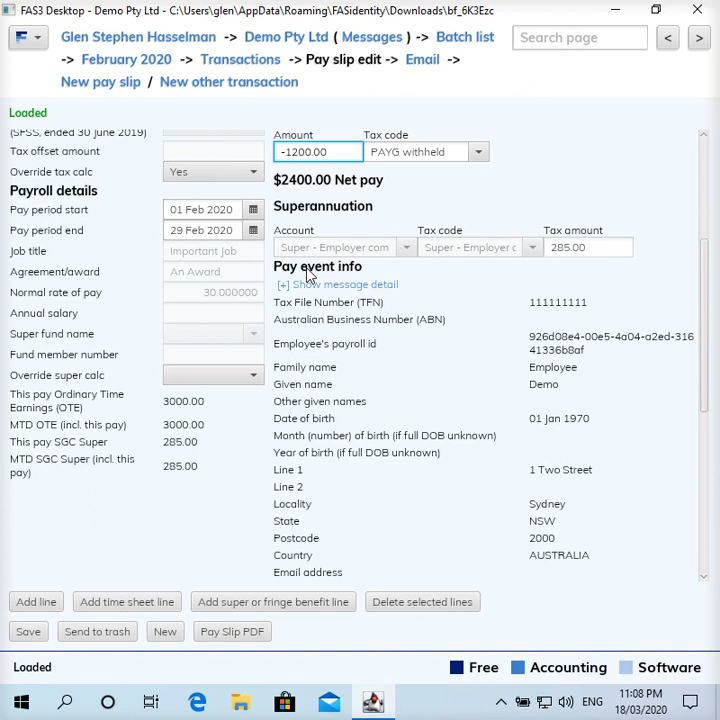 FAS3 Desktop - Demo Pty Ltd - C:\Users\glen\AppData\Roaming\FASidentity\Downloads\bf_6K3Ezc
Glen Stephen Hasselman -> Demo Pty Ltd ( Messages ) -> Batch list
-> February 2020 -> Transactions -> Pay slip edit -> Email ->
New pay slip / New other transaction
Search page
< >
Loaded
(SFSS, ended 30 June 2019)
Tax offset amount
Override tax calc Yes
Payroll details
Pay period start 01 Feb 2020
Pay period end 29 Feb 2020
Job title Important Job
Agreement/award An Award
Normal rate of pay 30.000000
Annual salary
Super fund name
Fund member number
Override super calc
This pay Ordinary Time
Earnings (OTE) 3000.00
MTD OTE (incl. this pay) 3000.00
This pay SGC Super 285.00
MTD SGC Super (incl. this
pay) 285.00
Amount Tax code
-1200.00 PAYG withheld
$2400.00 Net pay
Superannuation
Account Tax code Tax amount
Super - Employer com Super - Employer c 285.00
Pay event info
[+] Show message detail
Tax File Number (TFN) 111111111
Australian Business Number (ABN)
Employee's payroll id 926d08e4-00e5-4a04-a2ed-316
41336b8af
Family name Employee
Given name Demo
Other given names
Date of birth 01 Jan 1970
Month (number) of birth (if full DOB unknown)
Year of birth (if full DOB unknown)
Line 1 1 Two Street
Line 2
Locality Sydney
State NSW
Postcode 2000
Country AUSTRALIA
Email address
Add line Add time sheet line Add super or fringe benefit line Delete selected lines
Save Send to trash New Pay Slip PDF
Loaded Free Accounting Software
ENG 11:08 PM
18/03/2020